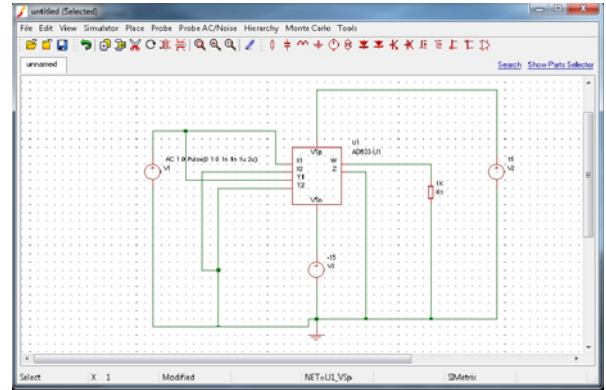 untitled (Selected)
File Edit View Simulator Place Probe Probe AC/Noise Hierarchy Monte Carlo Tools
unnamed
Search Show Parts Selector
U1
AD633-U1
VSp
X1
X2
Y1
Y2
W
Z
VSn
AC 1 0 Pulse(0 1 0 1n 1n 1u 2u)
V1
15
V2
1K
R1
-15
V3
Select X 1 Modified NET=U1_VSp SIMetrix